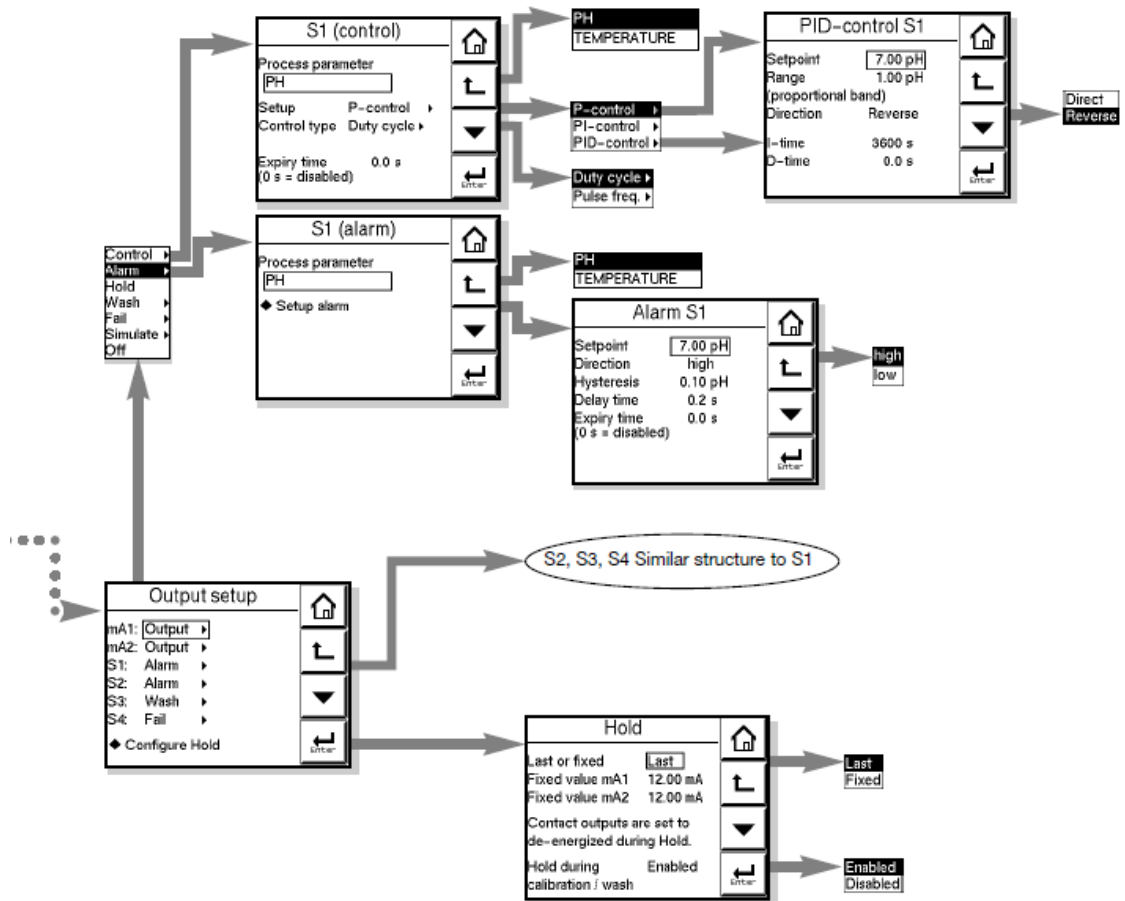 S1 (control)
Process parameter
PH
Setup P-control
Control type Duty cycle
Expiry time 0.0 s
(0 s = disabled)
Enter
PH
TEMPERATURE
P-control
PI-control
PID-control
Duty cycle
Pulse freq.
PID-control S1
Setpoint 7.00 pH
Range 1.00 pH
(proportional band)
Direction Reverse
I-time 3600 s
D-time 0.0 s
Enter
Direct
Reverse
Control
Alarm
Hold
Wash
Fail
Simulate
Off
S1 (alarm)
Process parameter
PH
Setup alarm
Enter
PH
TEMPERATURE
Alarm S1
Setpoint 7.00 pH
Direction high
Hysteresis 0.10 pH
Delay time 0.2 s
Expiry time 0.0 s
(0 s = disabled)
Enter
high
low
S2, S3, S4 Similar structure to S1
Output setup
mA1: Output
mA2: Output
S1: Alarm
S2: Alarm
S3: Wash
S4: Fail
Configure Hold
Enter
Hold
Last or fixed Last
Fixed value mA1 12.00 mA
Fixed value mA2 12.00 mA
Contact outputs are set to
de-energized during Hold.
Hold during Enabled
calibration / wash
Enter
Last
Fixed
Enabled
Disabled